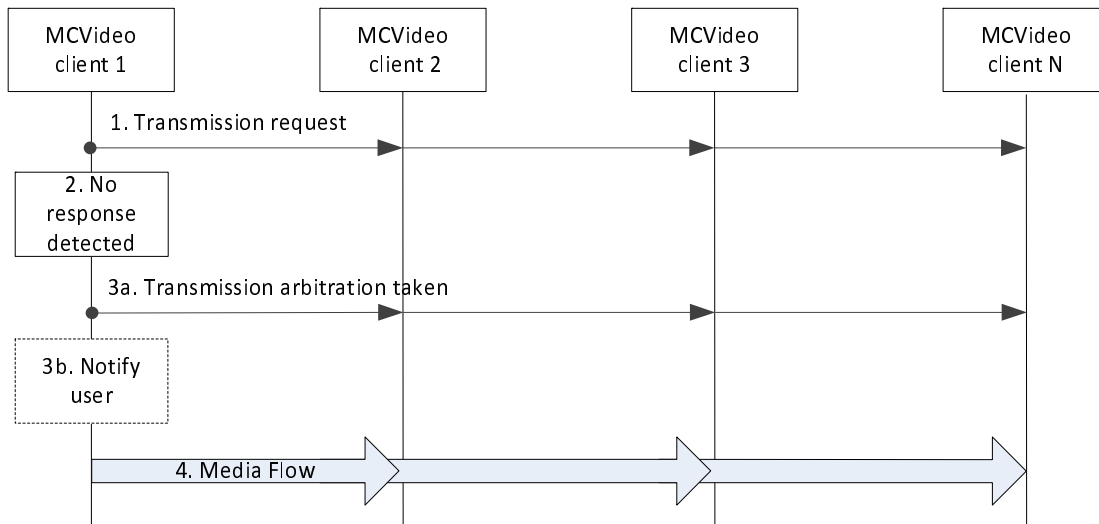 MCVideo
client 1
MCVideo
client 2
MCVideo
client 3
MCVideo
client N
1. Transmission request
2. No
response
detected
3a. Transmission arbitration taken
3b. Notify
user
4. Media Flow